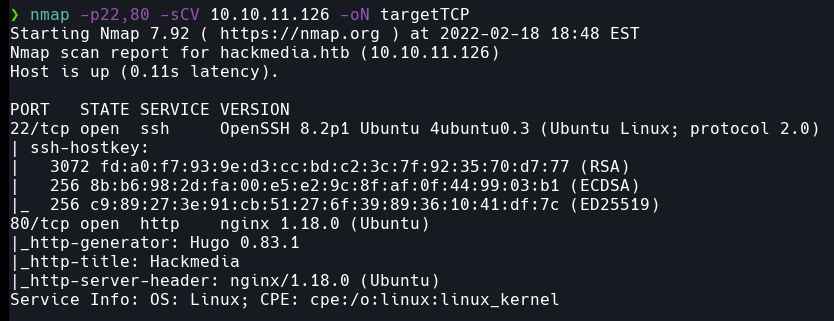 ❯ nmap -p22,80 -sCV 10.10.11.126 -oN targetTCP
Starting Nmap 7.92 ( https://nmap.org ) at 2022-02-18 18:48 EST
Nmap scan report for hackmedia.htb (10.10.11.126)
Host is up (0.11s latency).

PORT   STATE SERVICE VERSION
22/tcp open  ssh     OpenSSH 8.2p1 Ubuntu 4ubuntu0.3 (Ubuntu Linux; protocol 2.0)
| ssh-hostkey:
|   3072 fd:a0:f7:93:9e:d3:cc:bd:c2:3c:7f:92:35:70:d7:77 (RSA)
|   256 8b:b6:98:2d:fa:00:e5:e2:9c:8f:af:0f:44:99:03:b1 (ECDSA)
|_  256 c9:89:27:3e:91:cb:51:27:6f:39:89:36:10:41:df:7c (ED25519)
80/tcp open  http    nginx 1.18.0 (Ubuntu)
|_http-generator: Hugo 0.83.1
|_http-title: Hackmedia
|_http-server-header: nginx/1.18.0 (Ubuntu)
Service Info: OS: Linux; CPE: cpe:/o:linux:linux_kernel